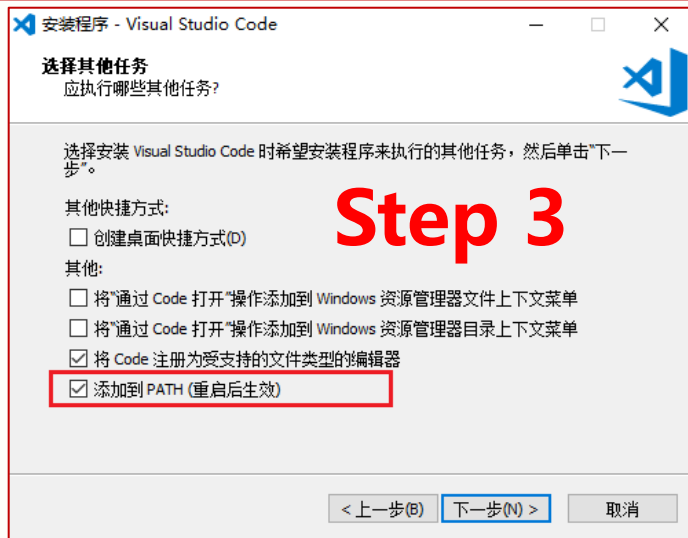 安装程序 - Visual Studio Code
选择其他任务
应执行哪些其他任务?
选择安装 Visual Studio Code 时希望安装程序来执行的其他任务，然后单击“下一
步”。
其他快捷方式:
Step 3
创建桌面快捷方式(D)
其他:
将“通过 Code 打开”操作添加到 Windows 资源管理器文件上下文菜单
将“通过 Code 打开”操作添加到 Windows 资源管理器目录上下文菜单
将 Code 注册为受支持的文件类型的编辑器
添加到 PATH (重启后生效)
< 上一步(B) 下一步(N) > 取消